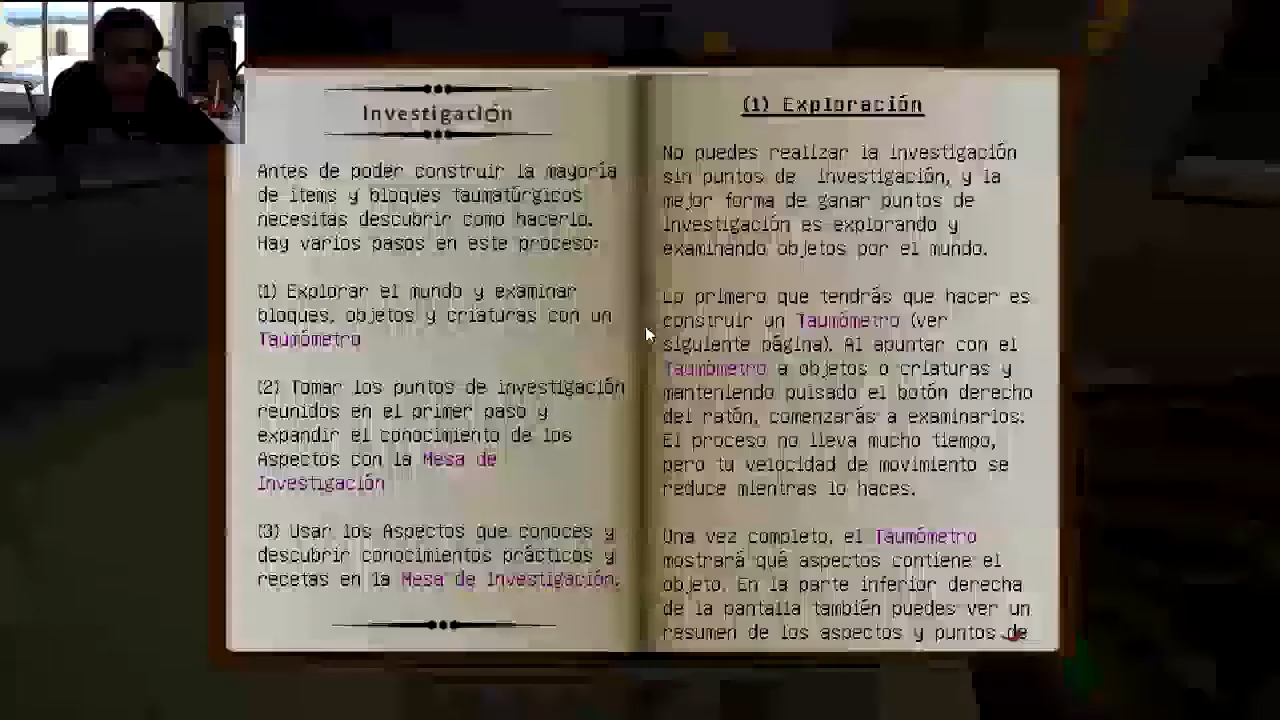 Investigación
Antes de poder construir la mayoría
de ítems y bloques taumatúrgicos
necesitas descubrir como hacerlo.
Hay varios pasos en este proceso:
(1) Explorar el mundo y examinar
bloques, objetos y criaturas con un
Taumómetro
(2) Tomar los puntos de investigación
reunidos en el primer paso y
expandir el conocimiento de los
Aspectos con la Mesa de
Investigación
(3) Usar los Aspectos que conoces y
descubrir conocimientos prácticos y
recetas en la Mesa de Investigación.
(1) Exploración
No puedes realizar la investigación
sin puntos de investigación, y la
mejor forma de ganar puntos de
investigación es explorando y
examinando objetos por el mundo.
Lo primero que tendrás que hacer es
construir un Taumómetro (ver
siguiente página). Al apuntar con el
Taumómetro a objetos o criaturas y
manteniendo pulsado el botón derecho
del ratón, comenzarás a examinarlos.
El proceso no lleva mucho tiempo,
pero tu velocidad de movimiento se
reduce mientras lo haces.
Una vez completo, el Taumómetro
mostrará qué aspectos contiene el
objeto. En la parte inferior derecha
de la pantalla también puedes ver un
resumen de los aspectos y puntos de